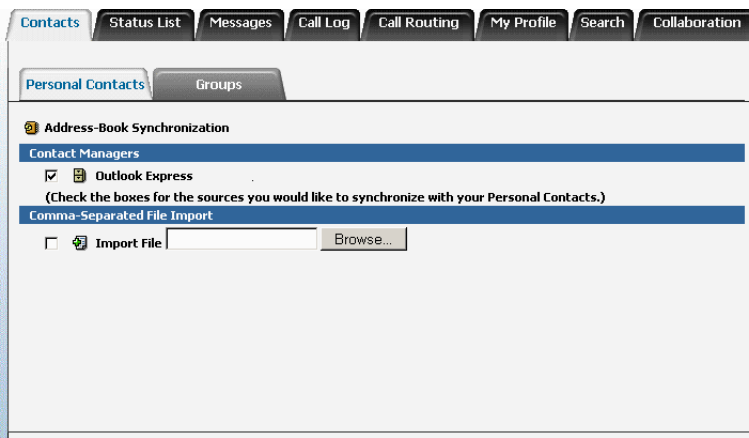 Contacts Status List Messages Call Log Call Routing My Profile Search Collaboration
Personal Contacts Groups
Address-Book Synchronization
Contact Managers
Outlook Express
(Check the boxes for the sources you would like to synchronize with your Personal Contacts.)
Comma-Separated File Import
Import File Browse...